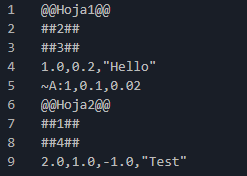 1 @@Hoja1@@
2 ##2##
3 ##3##
4 1.0,0.2,"Hello"
5 ~A:1,0.1,0.02
6 @@Hoja2@@
7 ##1##
8 ##4##
9 2.0,1.0,-1.0,"Test"